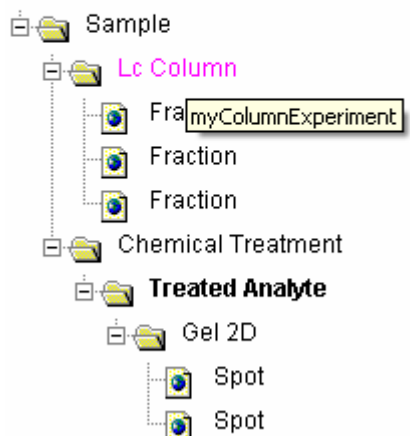 Sample
Lc Column
Fra myColumnExperiment
Fraction
Fraction
Chemical Treatment
Treated Analyte
Gel 2D
Spot
Spot